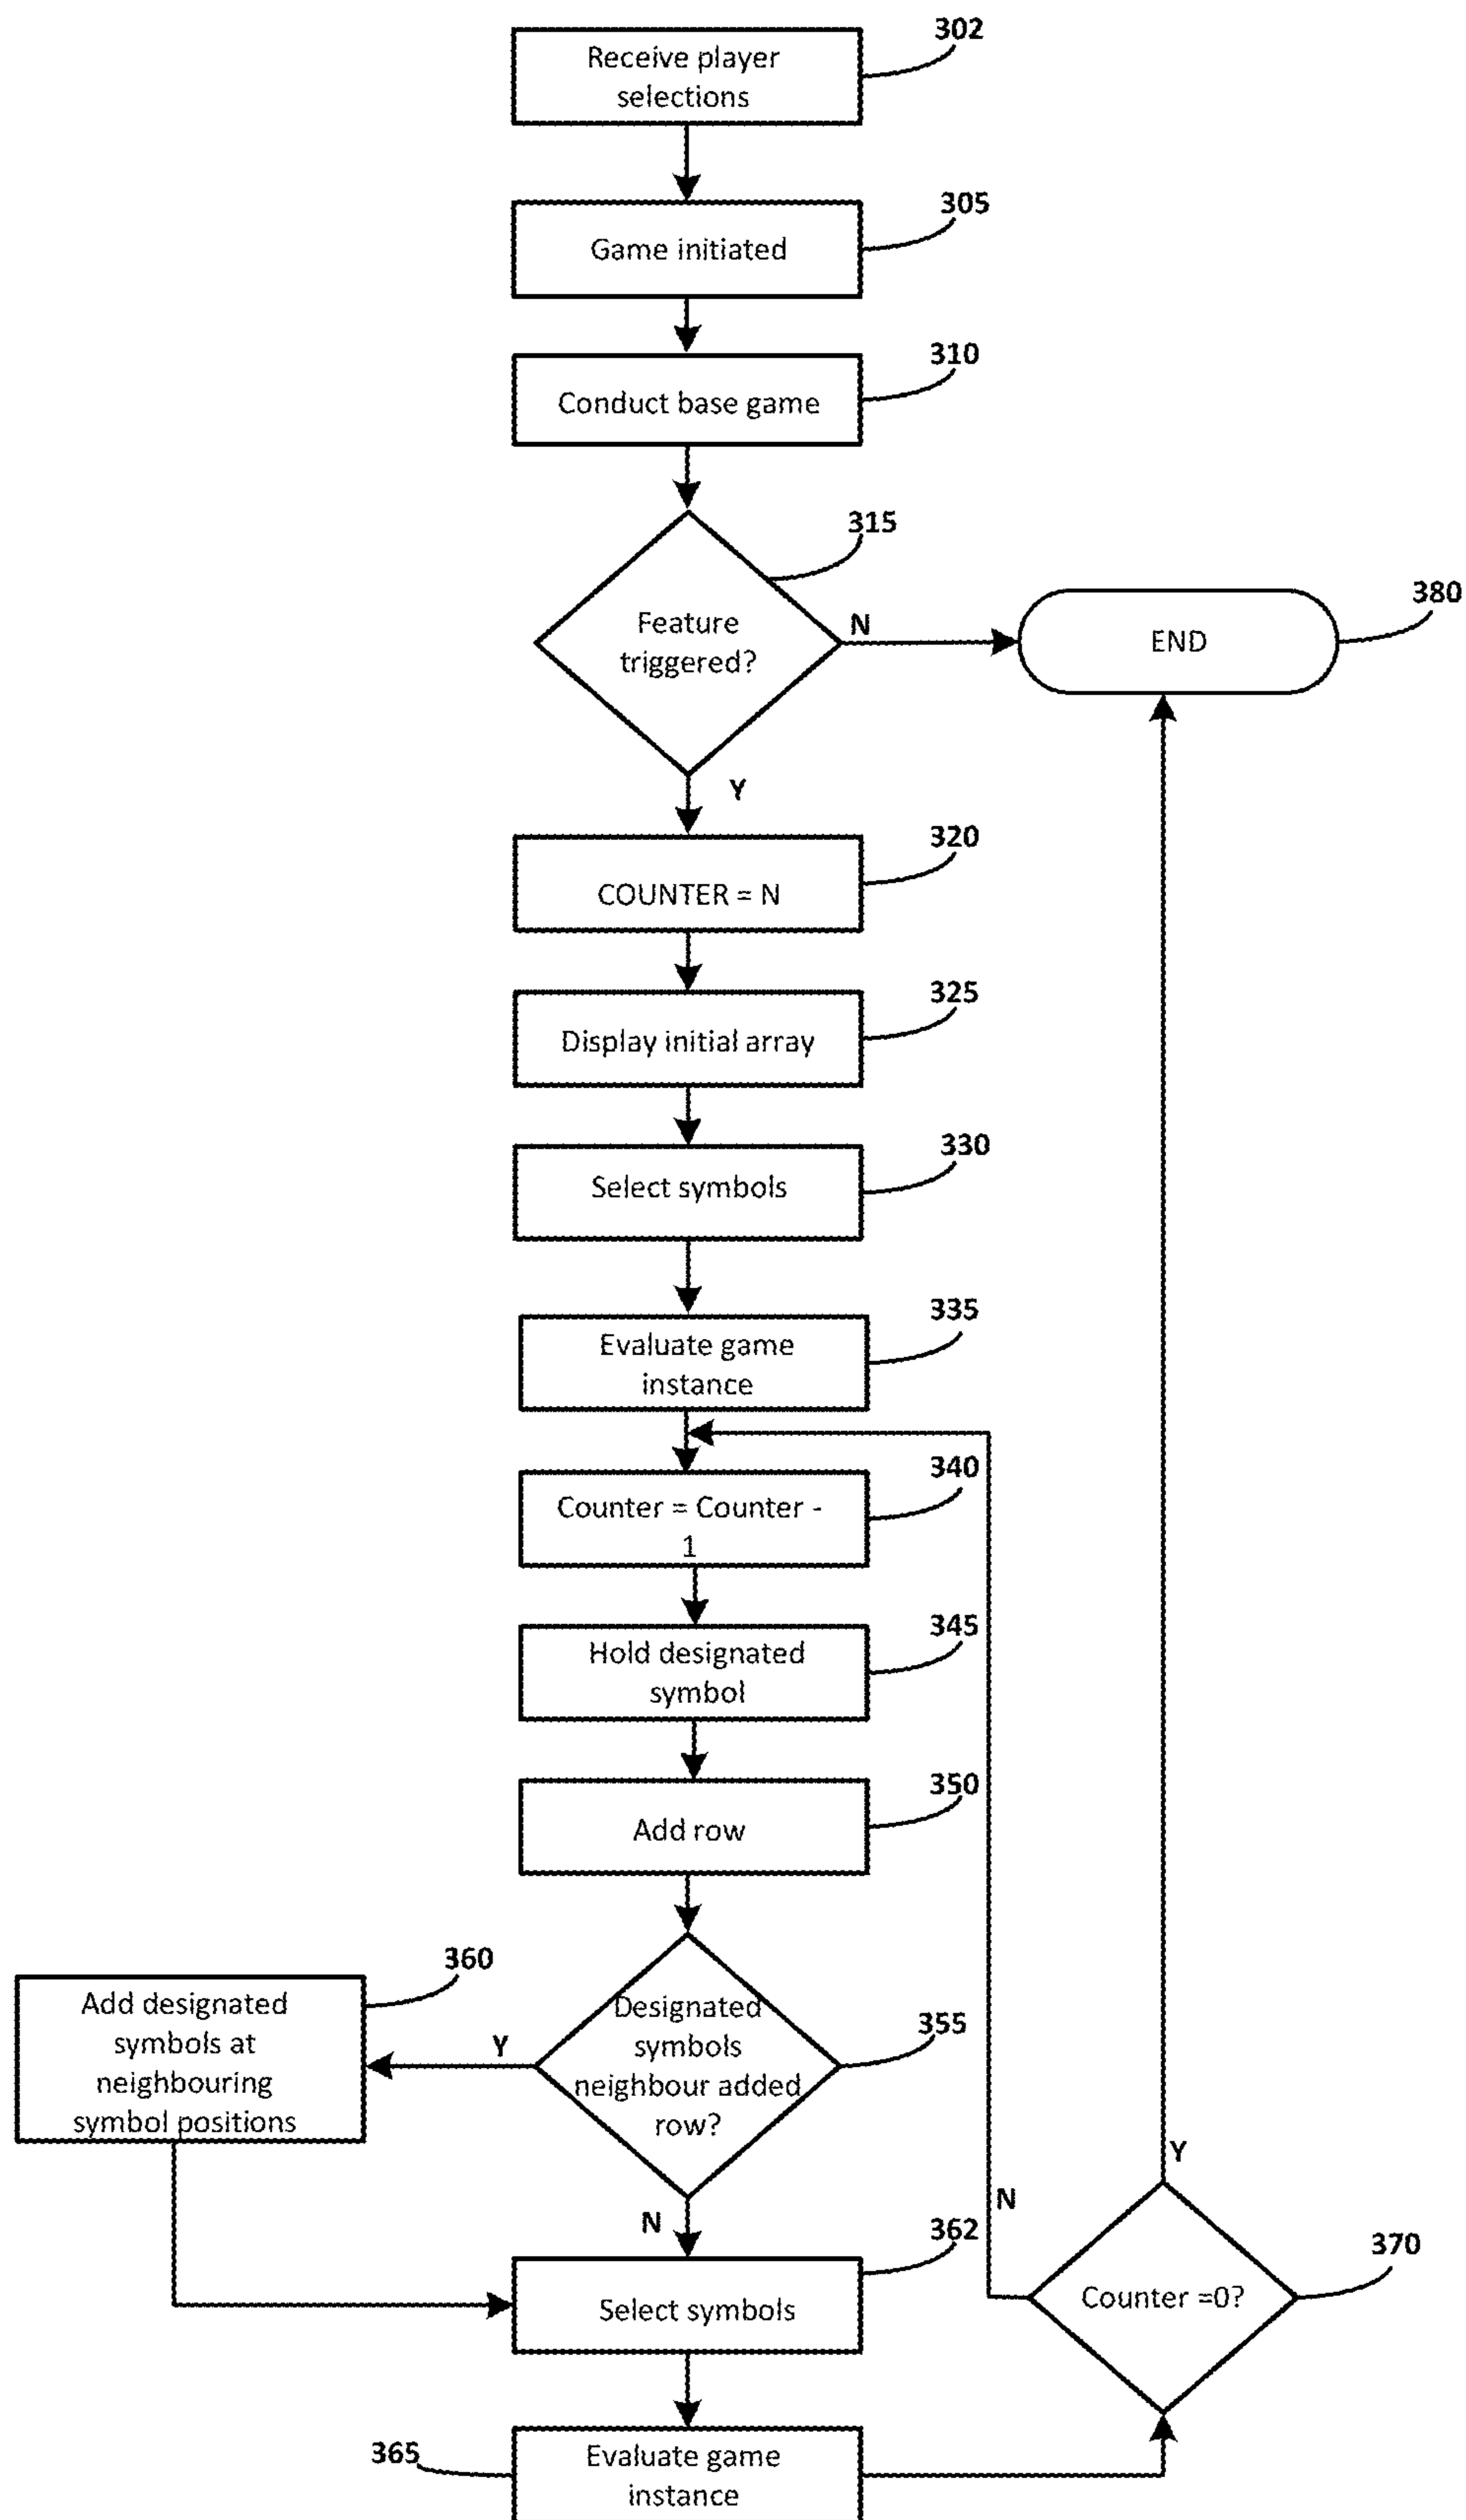 302
Receive player
selections
305
Game initiated
310
Conduct base game
315
Feature
triggered?
N
380
END
Y
320
COUNTER = N
325
Display initial array
330
Select symbols
335
Evaluate game
instance
340
Counter = Counter -
1
345
Hold designated
symbol
350
Add row
360
Add designated
symbols at
neighbouring
symbol positions
Y
355
Designated
symbols
neighbour added
row?
N
362
Select symbols
N
Y
370
Counter =0?
365
Evaluate game
instance